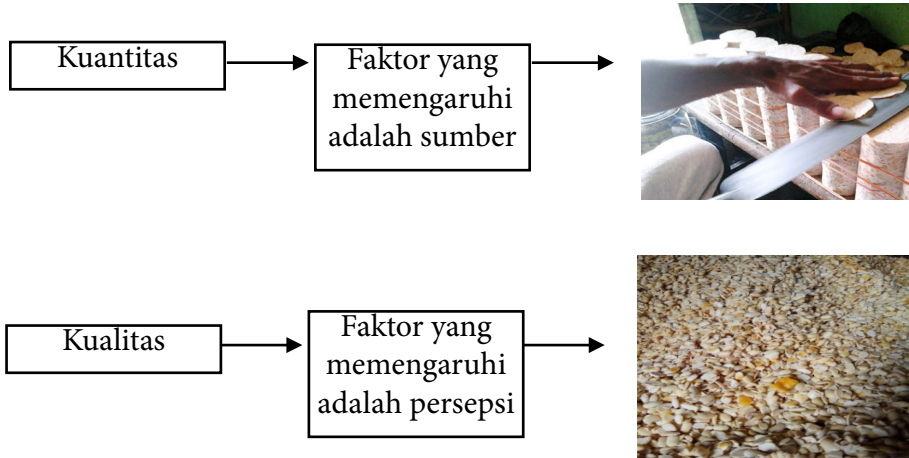 Kuantitas
Faktor yang
memengaruhi
adalah sumber
Kualitas
Faktor yang
memengaruhi
adalah persepsi